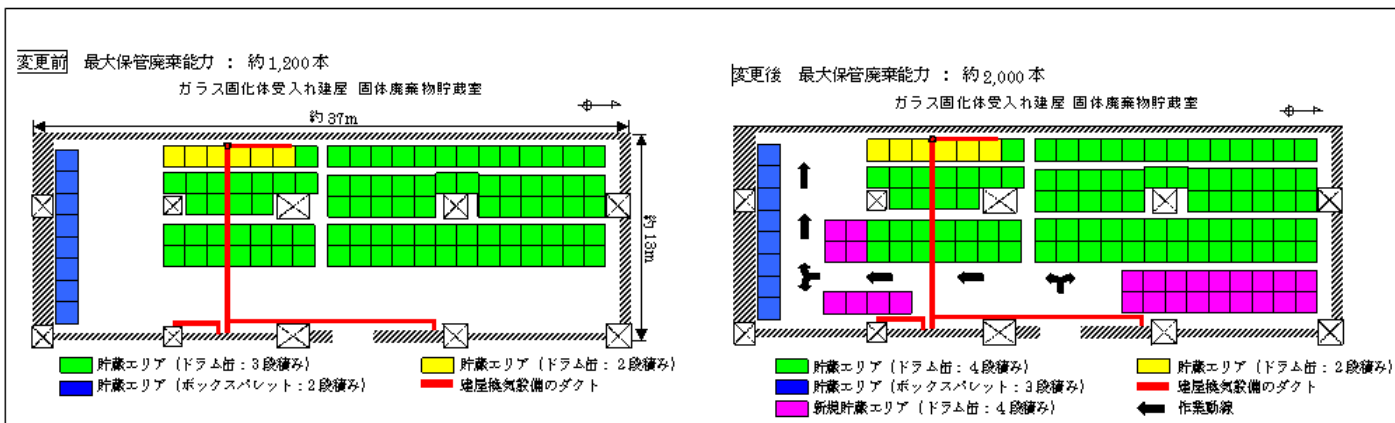 変更前 最大保管廃棄能力 : 約1,200本
ガラス固化体受入れ建屋 固体廃棄物貯蔵室
約37m
約13m
貯蔵エリア (ドラム缶:3段積み)
貯蔵エリア (ドラム缶:2段積み)
貯蔵エリア (ボックスパレット:2段積み)
建屋換気設備のダクト
変更後 最大保管廃棄能力 : 約2,000本
ガラス固化体受入れ建屋 固体廃棄物貯蔵室
貯蔵エリア (ドラム缶:4段積み)
貯蔵エリア (ドラム缶:2段積み)
貯蔵エリア (ボックスパレット:3段積み)
建屋換気設備のダクト
新規貯蔵エリア (ドラム缶:4段積み)
作業動線